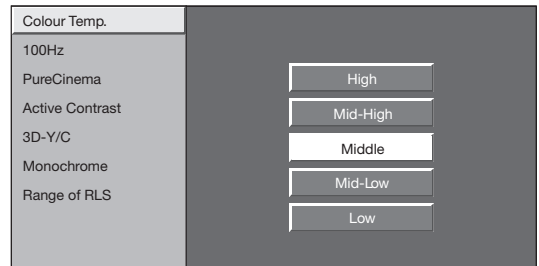 Colour Temp.
100Hz
PureCinema
Active Contrast
3D-Y/C
Monochrome
Range of RLS
High
Mid-High
Middle
Mid-Low
Low